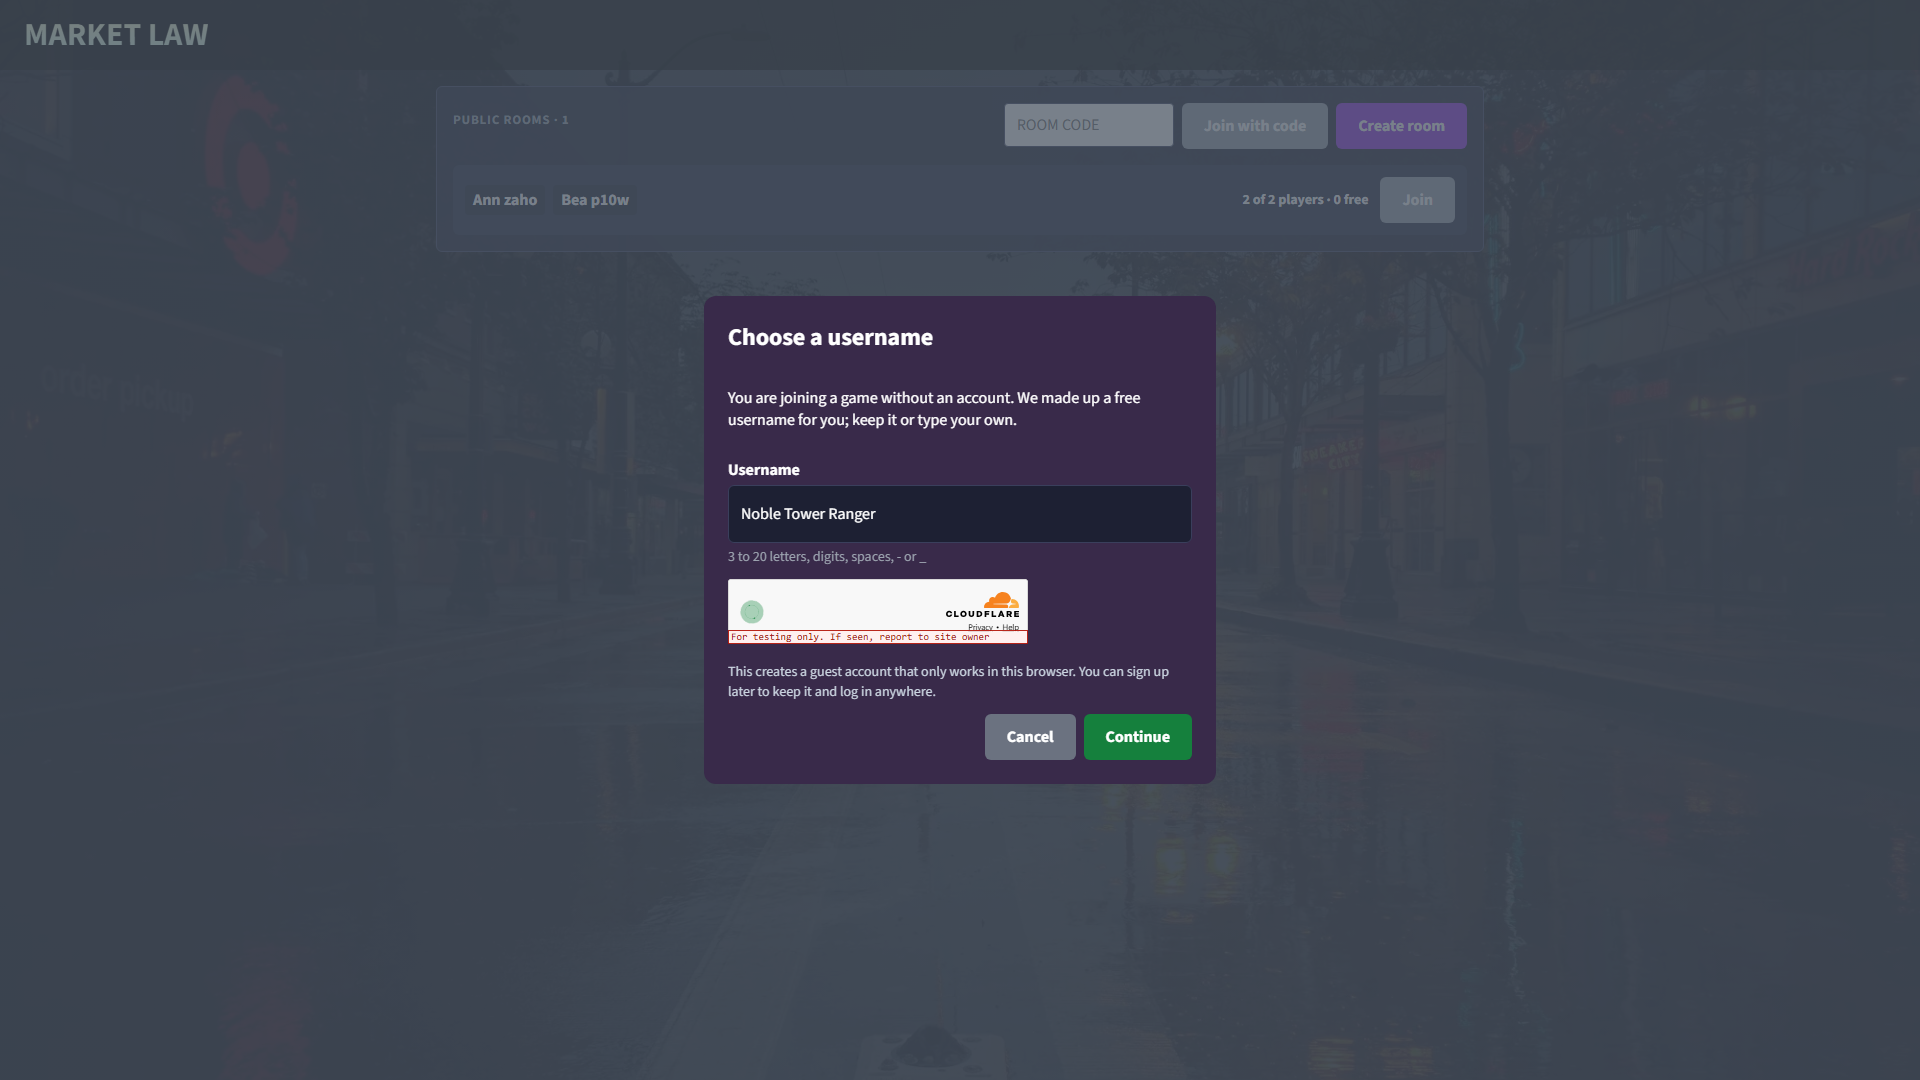 MARKET LAW
PUBLIC ROOMS · 1
ROOM CODE
Join with code
Create room
Ann zaho
Bea p10w
2 of 2 players · 0 free
Join
order pickup
SNEAKER
CITY
Choose a username
You are joining a game without an account. We made up a free
username for you; keep it or type your own.
Username
Noble Tower Ranger
3 to 20 letters, digits, spaces, - or _
CLOUDFLARE
Privacy • Help
For testing only. If seen, report to site owner
This creates a guest account that only works in this browser. You can sign up
later to keep it and log in anywhere.
Cancel
Continue